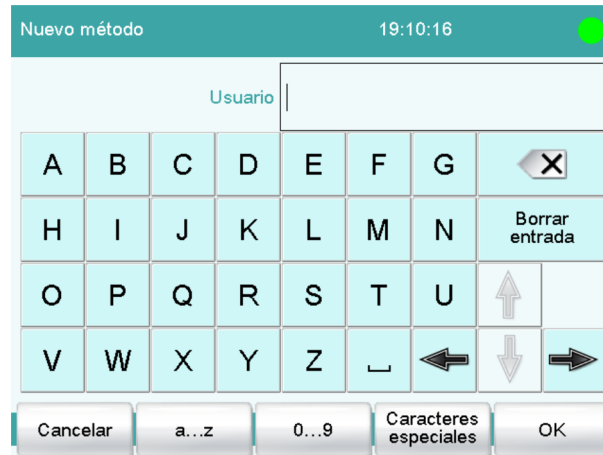 Nuevo método 19:10:16
Usuario
A B C D E F G
H I J K L M N Borrar entrada
O P Q R S T U
V W X Y Z
Cancelar a...z 0...9 Caracteres especiales OK